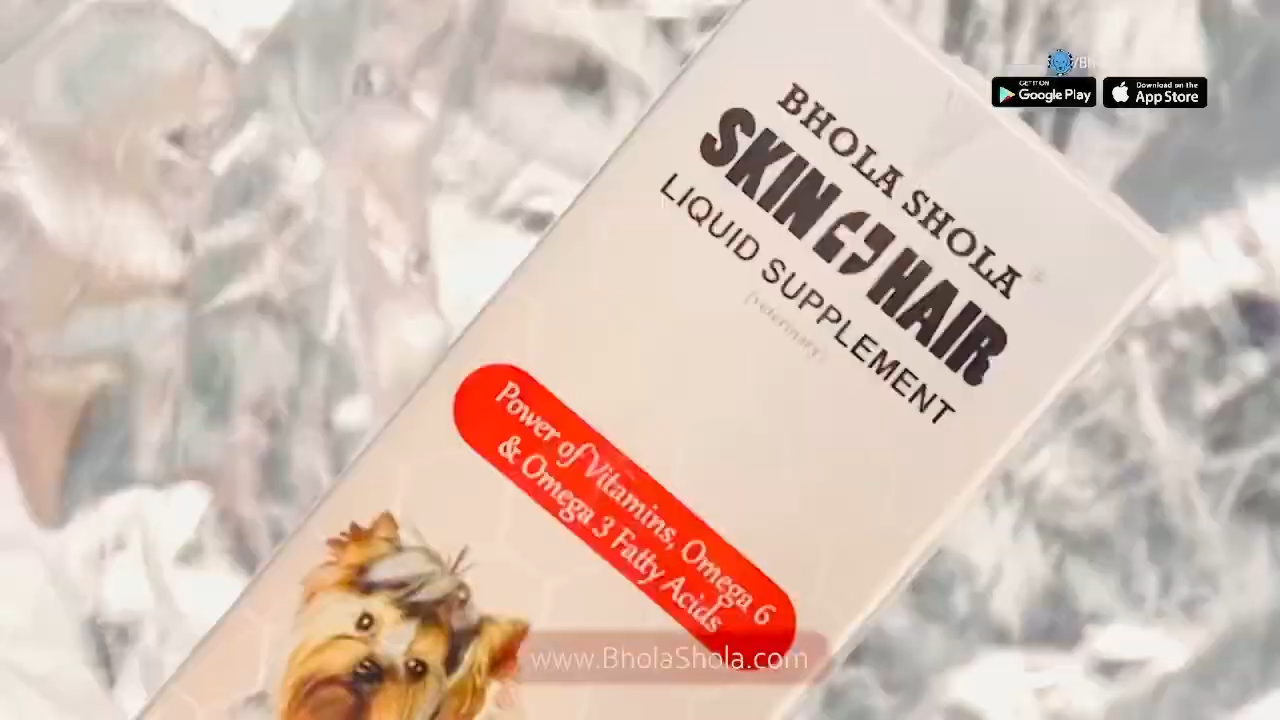 GET IT ON
Google Play
Download on the
App Store
BHOLA SHOLA
SKIN & HAIR
LIQUID SUPPLEMENT
(veterinary)
Power of Vitamins, Omega 6
& Omega 3 Fatty Acids
www.BholaShola.com